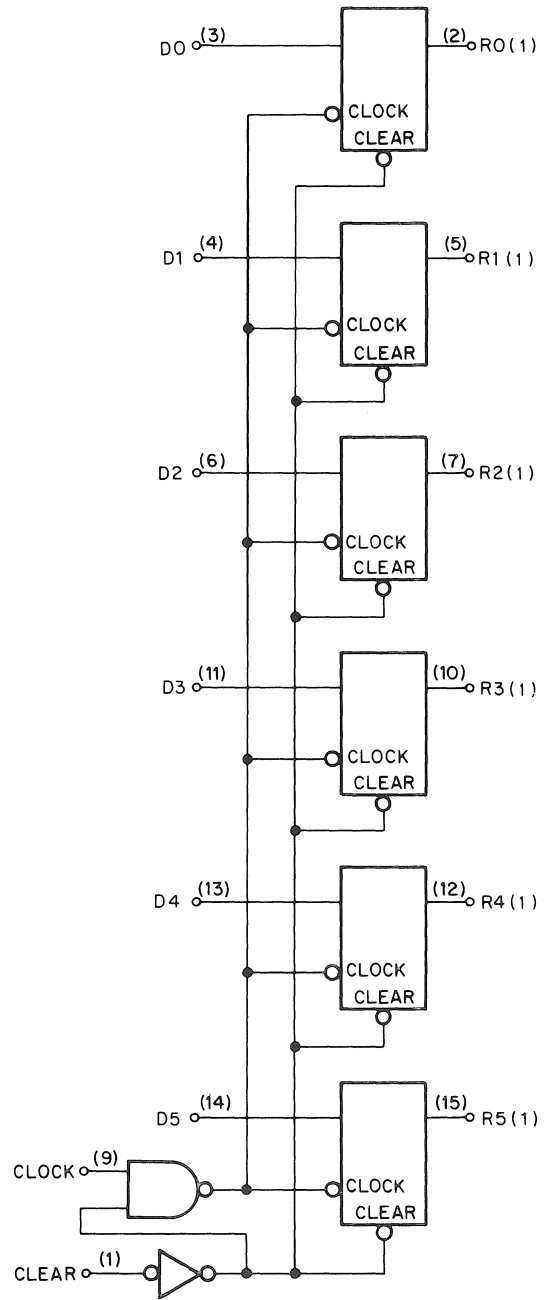 D0 (3) (2) R0(1)
CLOCK
CLEAR
D1 (4) (5) R1(1)
CLOCK
CLEAR
D2 (6) (7) R2(1)
CLOCK
CLEAR
D3 (11) (10) R3(1)
CLOCK
CLEAR
D4 (13) (12) R4(1)
CLOCK
CLEAR
D5 (14) (15) R5(1)
CLOCK (9)
CLOCK
CLEAR
CLEAR (1)